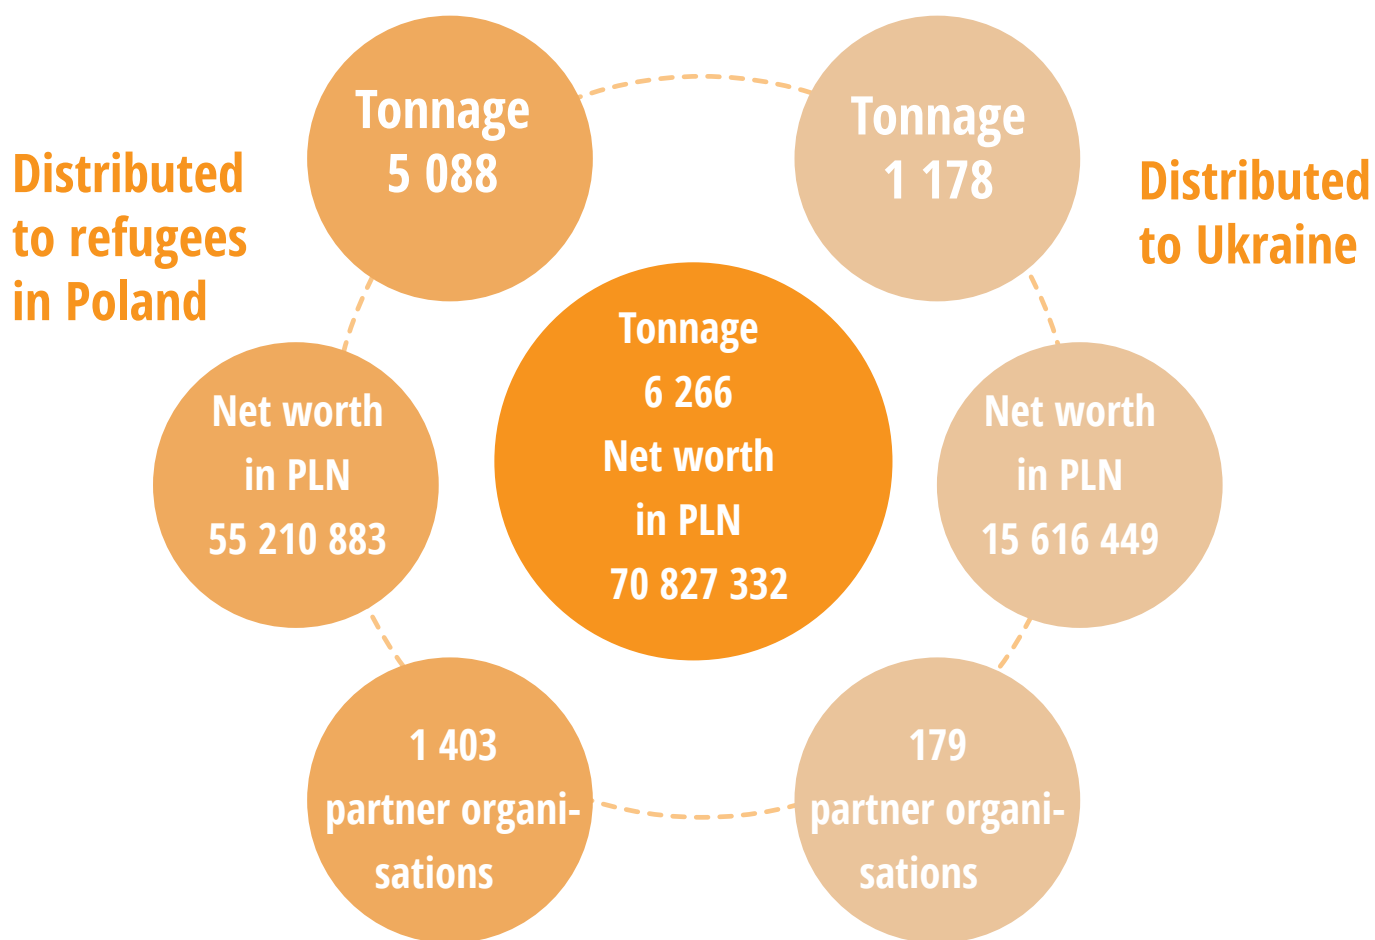 Distributed
to refugees
in Poland
Tonnage
5 088
Tonnage
1 178
Distributed
to Ukraine
Net worth
in PLN
55 210 883
Tonnage
6 266
Net worth
in PLN
70 827 332
Net worth
in PLN
15 616 449
1 403
partner organi-
sations
179
partner organi-
sations